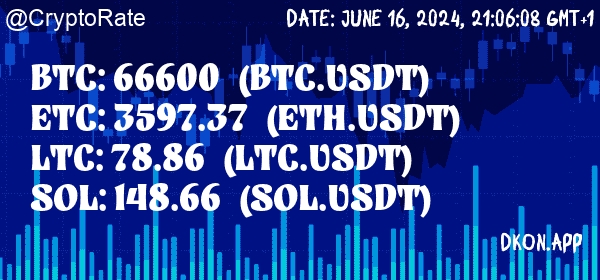 @CryptoRate
DATE: JUNE 16, 2024, 21:06:08 GMT+1
BTC: 66600 (BTC.USDT)
ETC: 3597.37 (ETH.USDT)
LTC: 78.86 (LTC.USDT)
SOL: 148.66 (SOL.USDT)
DKON.APP